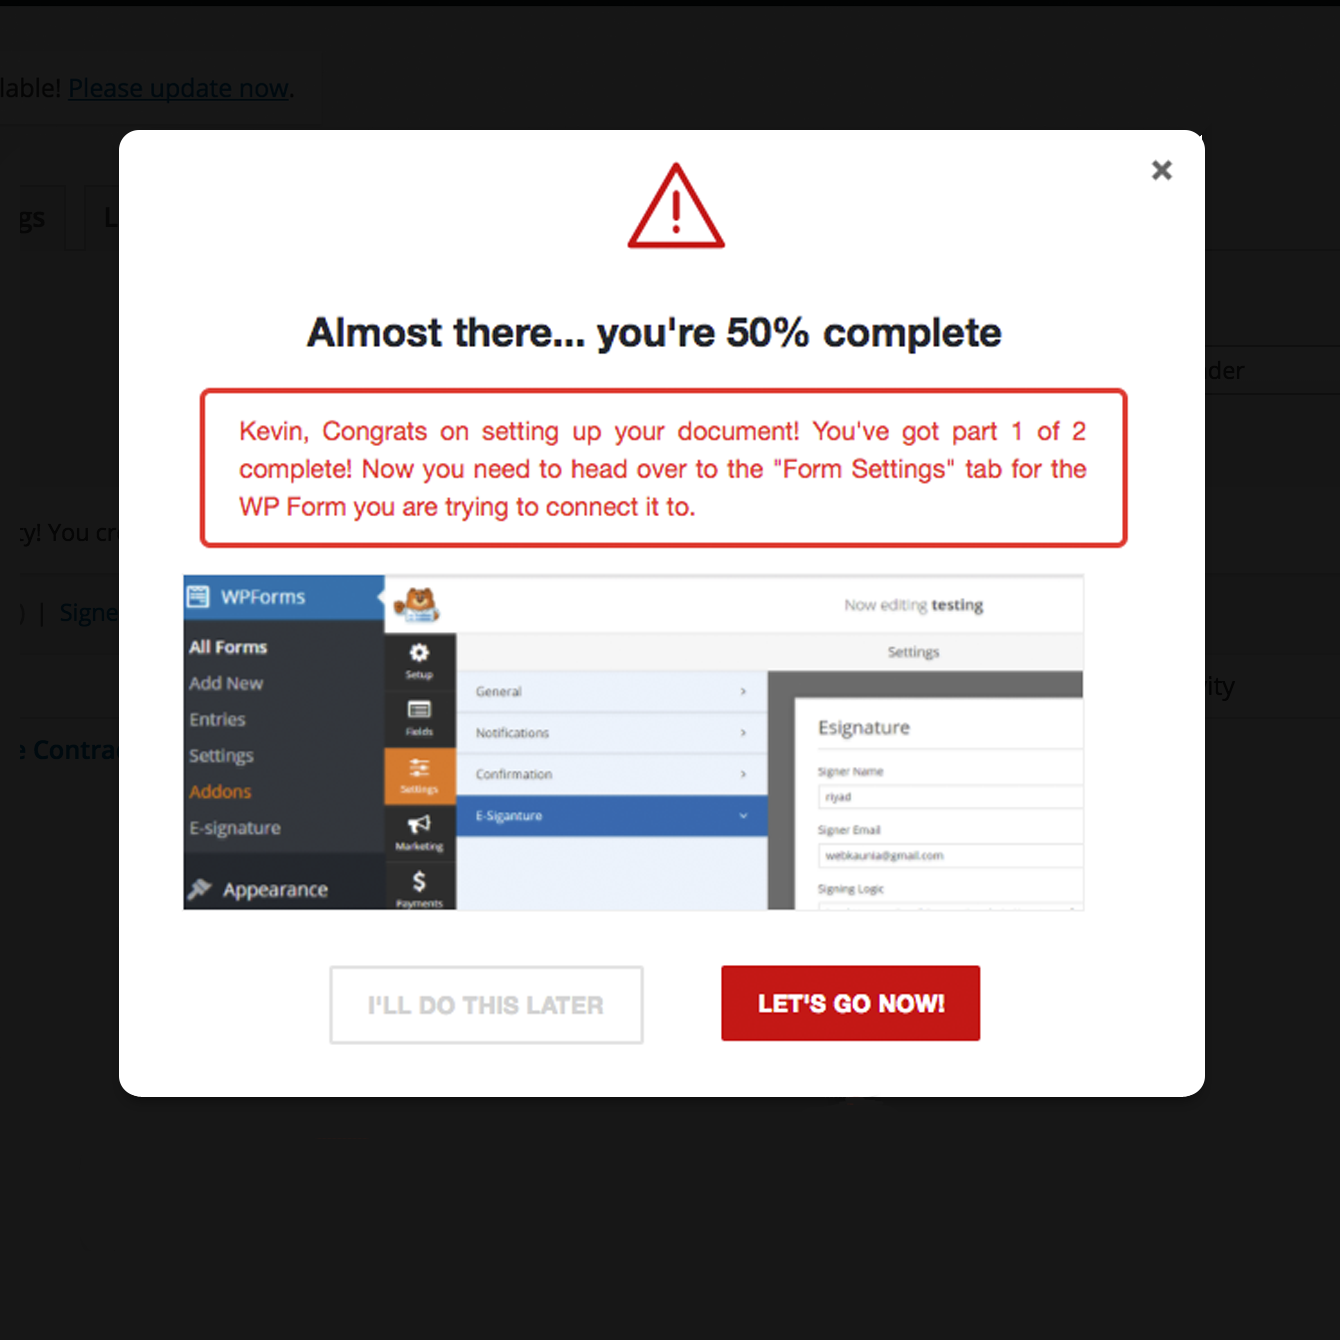 lable! Please update now.
gs
Almost there... you're 50% complete
der
Kevin, Congrats on setting up your document! You've got part 1 of 2
complete! Now you need to head over to the "Form Settings" tab for the
WP Form you are trying to connect it to.
y! You cr
| Signe
ity
e Contra
WPForms
Now editing testing
All Forms
Setup
Settings
Add New
General
Entries
Fields
Notifications
Esignature
Settings
Settings
Confirmation
Signer Name
riyad
Addons
E-Siganture
E-signature
Marketing
Signer Email
webkaunia@gmail.com
Appearance
Payments
Signing Logic
I'LL DO THIS LATER
LET'S GO NOW!